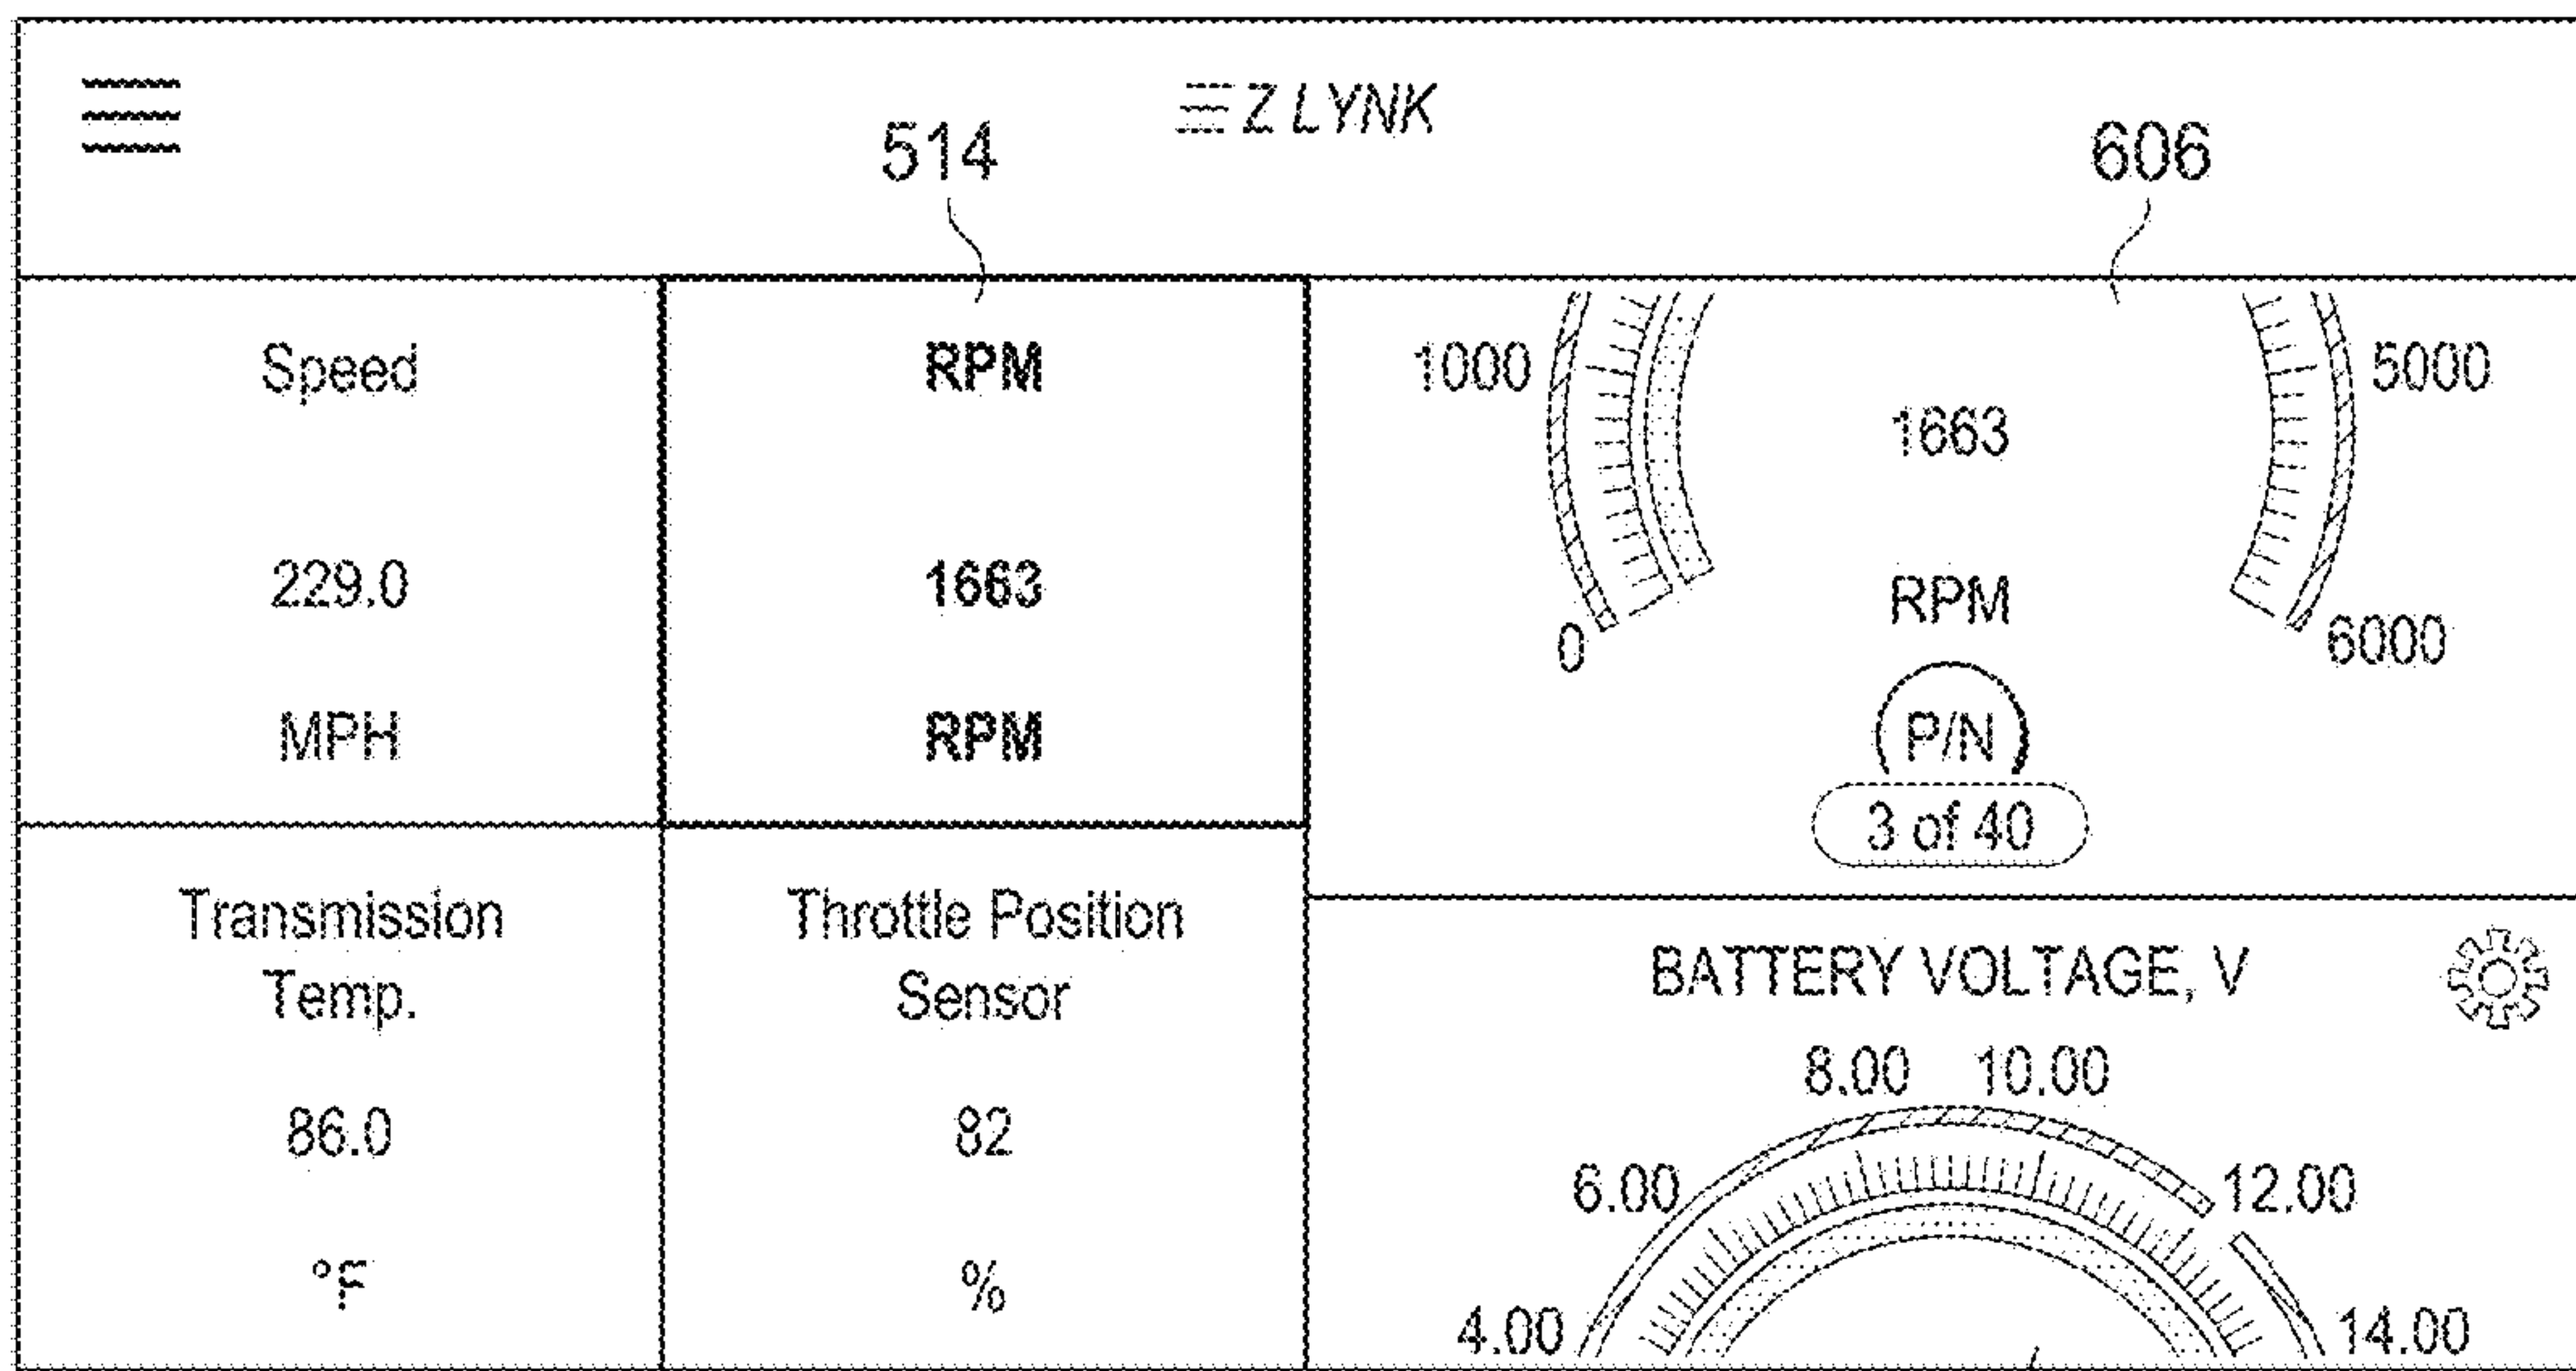 Z LYNK
514
606
Speed
229.0
MPH
RPM
1663
RPM
1000
5000
1663
RPM
0
6000
P/N
3 of 40
Transmission
Temp.
86.0
°F
Throttle Position
Sensor
82
%
BATTERY VOLTAGE, V
8.00 10.00
6.00
12.00
4.00
14.00